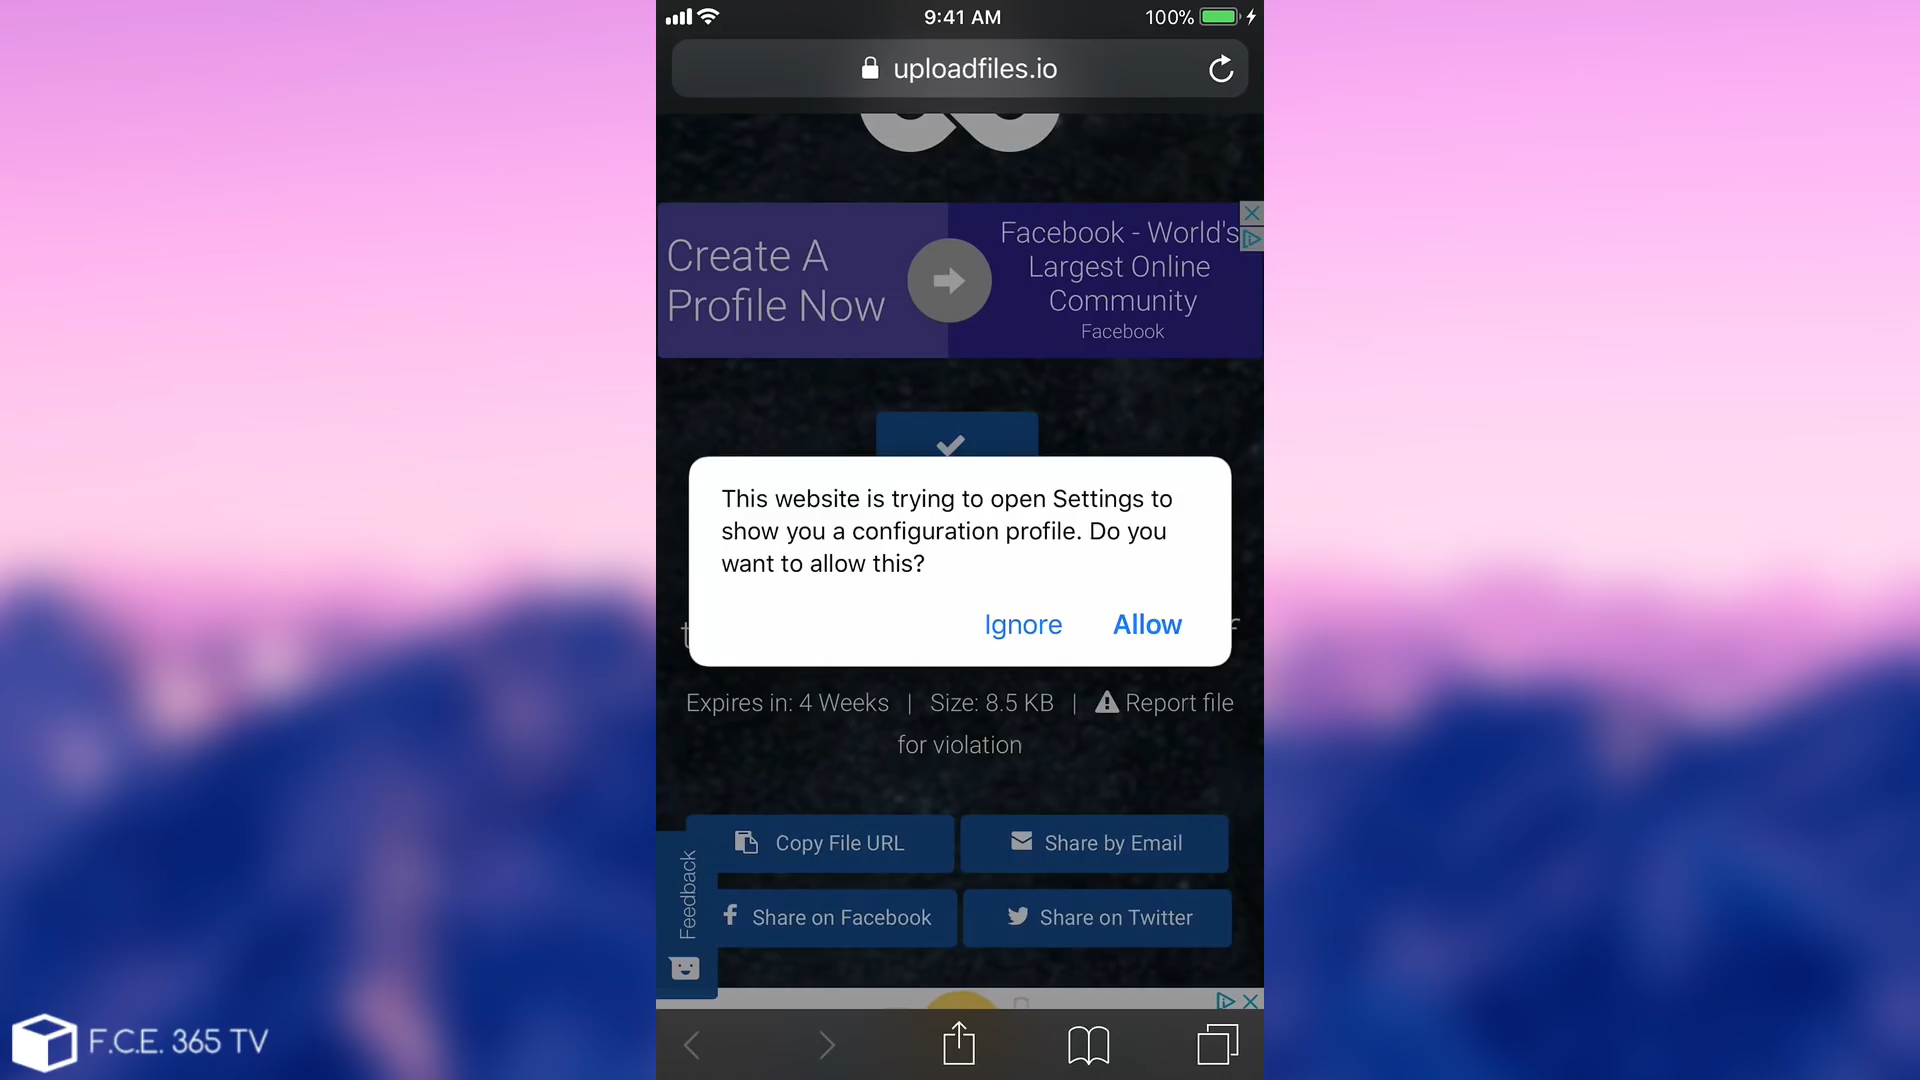 9:41 AM
100%
uploadfiles.io
Create A
Profile Now
Facebook - World's
Largest Online
Community
Facebook
This website is trying to open Settings to
show you a configuration profile. Do you
want to allow this?
Ignore
Allow
Expires in: 4 Weeks | Size: 8.5 KB | Report file
for violation
Copy File URL
Share by Email
Feedback
Share on Facebook
Share on Twitter
F.C.E. 365 TV